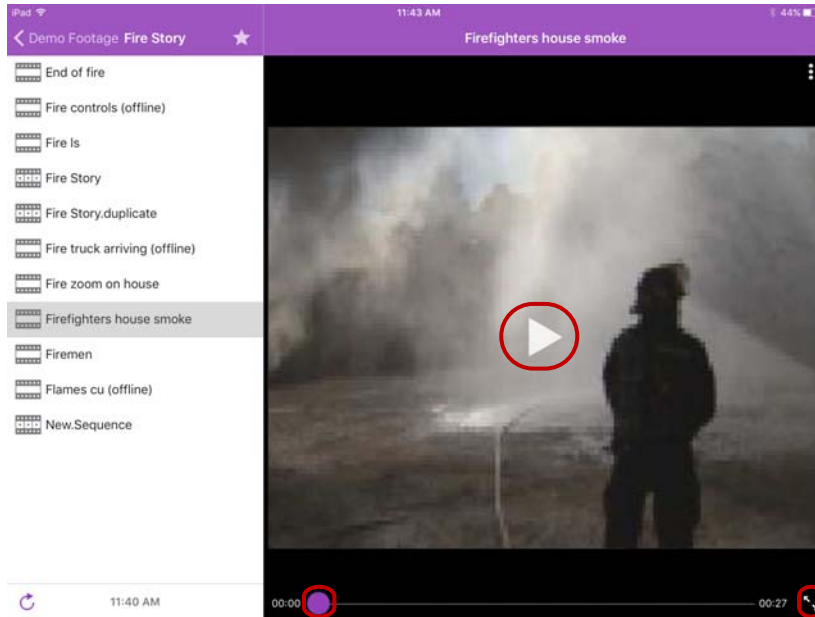 iPad 11:43 AM 44%
Demo Footage Fire Story Firefighters house smoke
End of fire
Fire controls (offline)
Fire ls
Fire Story
Fire Story.duplicate
Fire truck arriving (offline)
Fire zoom on house
Firefighters house smoke
Firemen
Flames cu (offline)
New.Sequence
11:40 AM 00:00 00:27